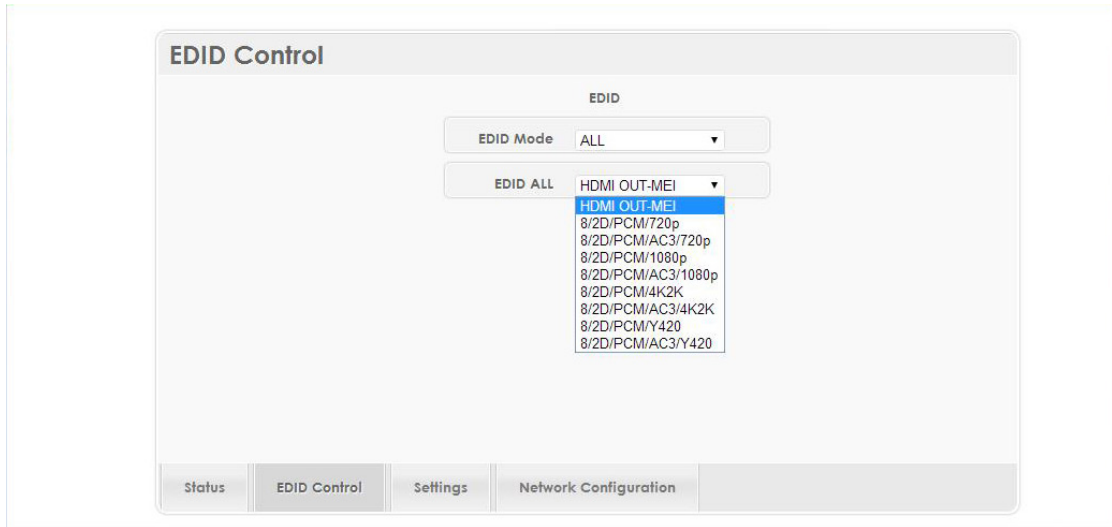 EDID Control
EDID
EDID Mode ALL
EDID ALL HDMI OUT-MEI
HDMI OUT-MEI
8/2D/PCM/720p
8/2D/PCM/AC3/720p
8/2D/PCM/1080p
8/2D/PCM/AC3/1080p
8/2D/PCM/4K2K
8/2D/PCM/AC3/4K2K
8/2D/PCM/Y420
8/2D/PCM/AC3/Y420
Status EDID Control Settings Network Configuration